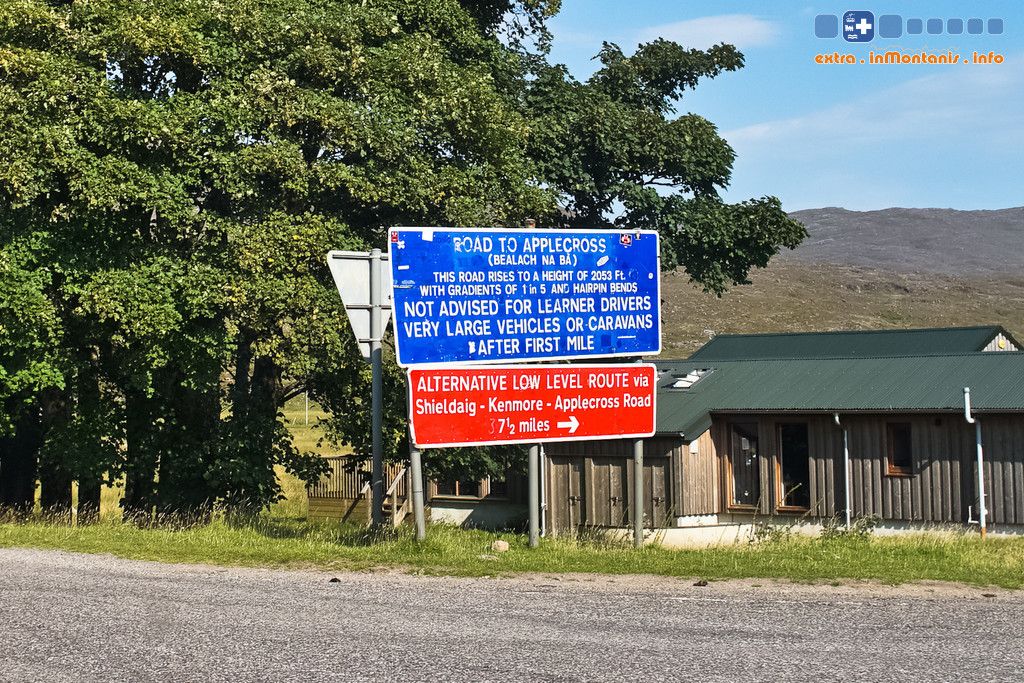 extra . InMontanis . Info
ROAD TO APPLECROSS
(BEALACH NA BÀ)
THIS ROAD RISES TO A HEIGHT OF 2053 Ft.
WITH GRADIENTS OF 1 in 5 AND HAIRPIN BENDS
NOT ADVISED FOR LEARNER DRIVERS
VERY LARGE VEHICLES OR CARAVANS
AFTER FIRST MILE
ALTERNATIVE LOW LEVEL ROUTE via
Shieldaig - Kenmore - Applecross Road
7½ miles →